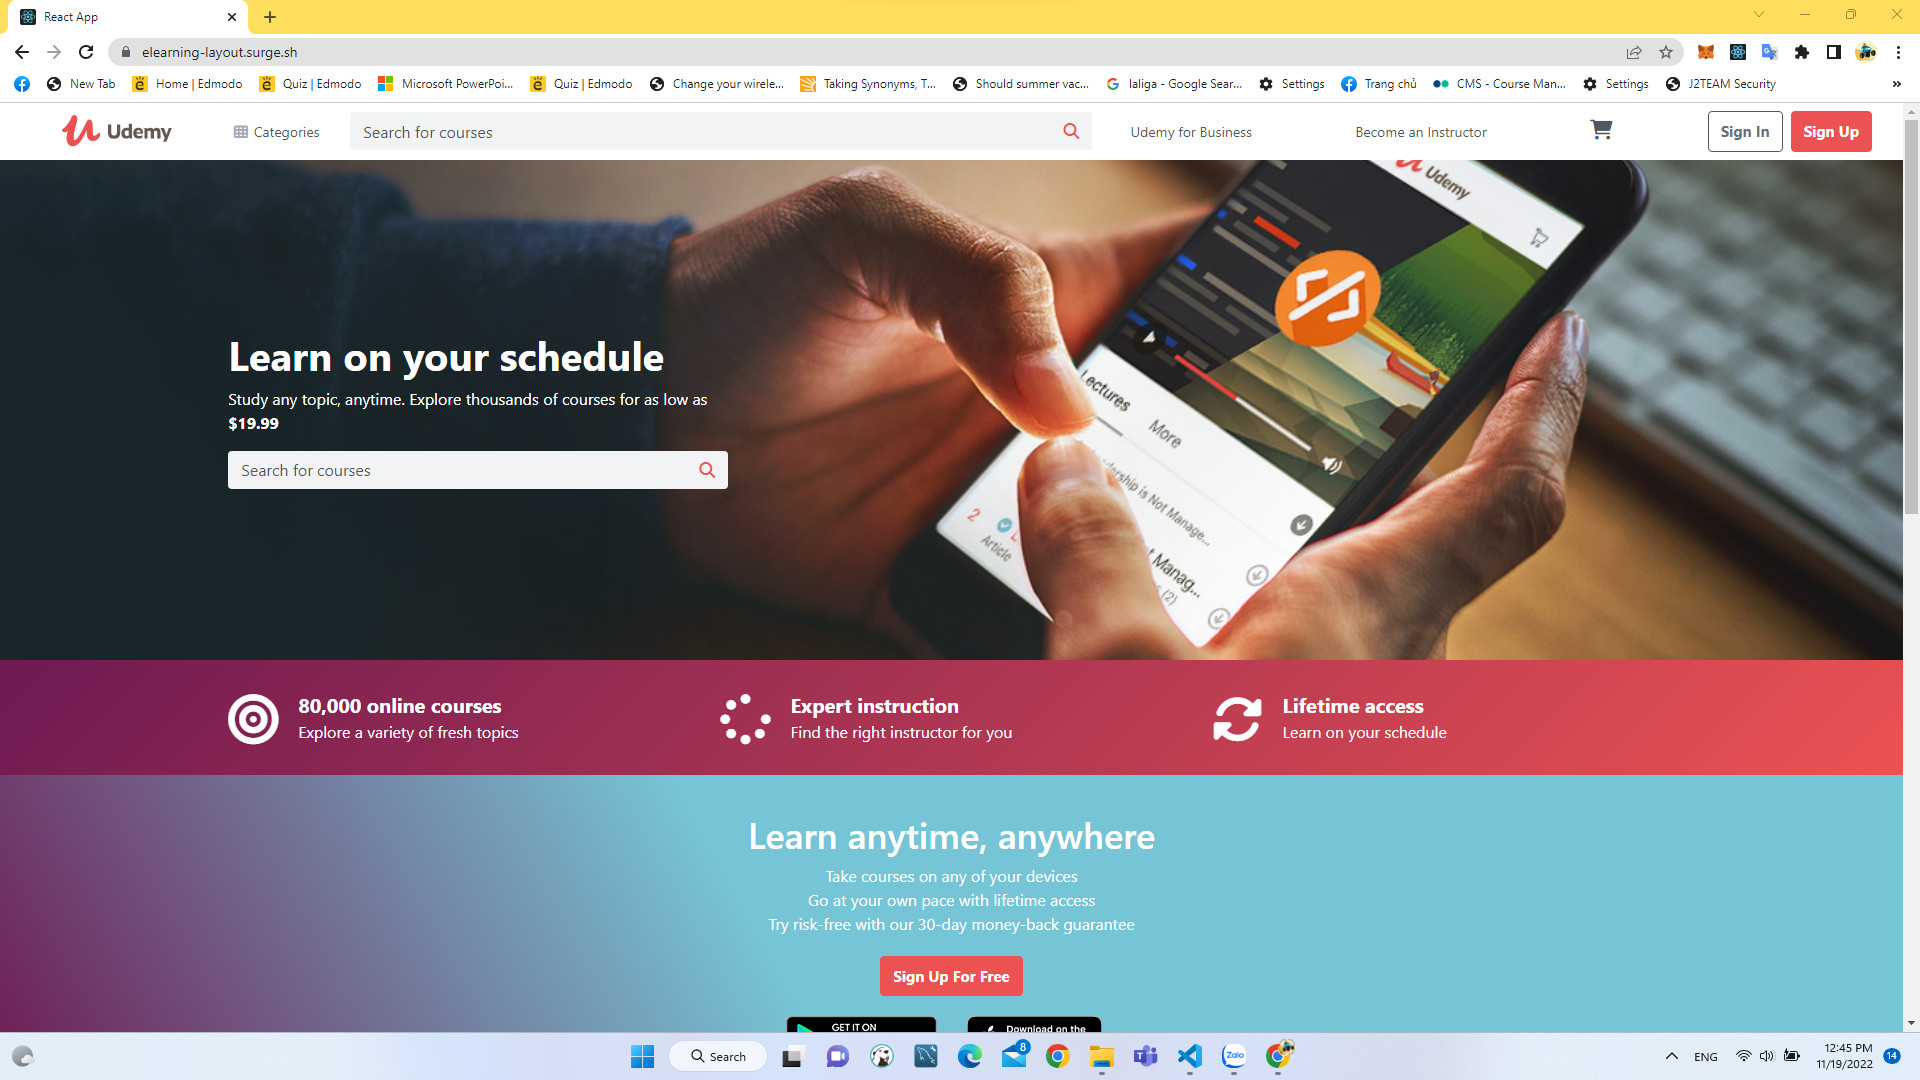 React App
elearning-layout.surge.sh
New Tab
Home | Edmodo
Quiz | Edmodo
Microsoft PowerPoi...
Quiz | Edmodo
Change your wirele...
Taking Synonyms, T...
Should summer vac...
laliga - Google Sear...
Settings
Trang chủ
CMS - Course Man...
Settings
J2TEAM Security
»
Udemy
Categories
Search for courses
Udemy for Business
Become an Instructor
Sign In
Sign Up
Udemy
Learn on your schedule
Study any topic, anytime. Explore thousands of courses for as low as
$19.99
Search for courses
Lectures
More
is Not Manage...
Manag...
(2)
2
Article
80,000 online courses
Explore a variety of fresh topics
Expert instruction
Find the right instructor for you
Lifetime access
Learn on your schedule
Learn anytime, anywhere
Take courses on any of your devices
Go at your own pace with lifetime access
Try risk-free with our 30-day money-back guarantee
Sign Up For Free
GET IT ON
Download on the
Search
8
Zalo
ENG
12:45 PM
11/19/2022
14